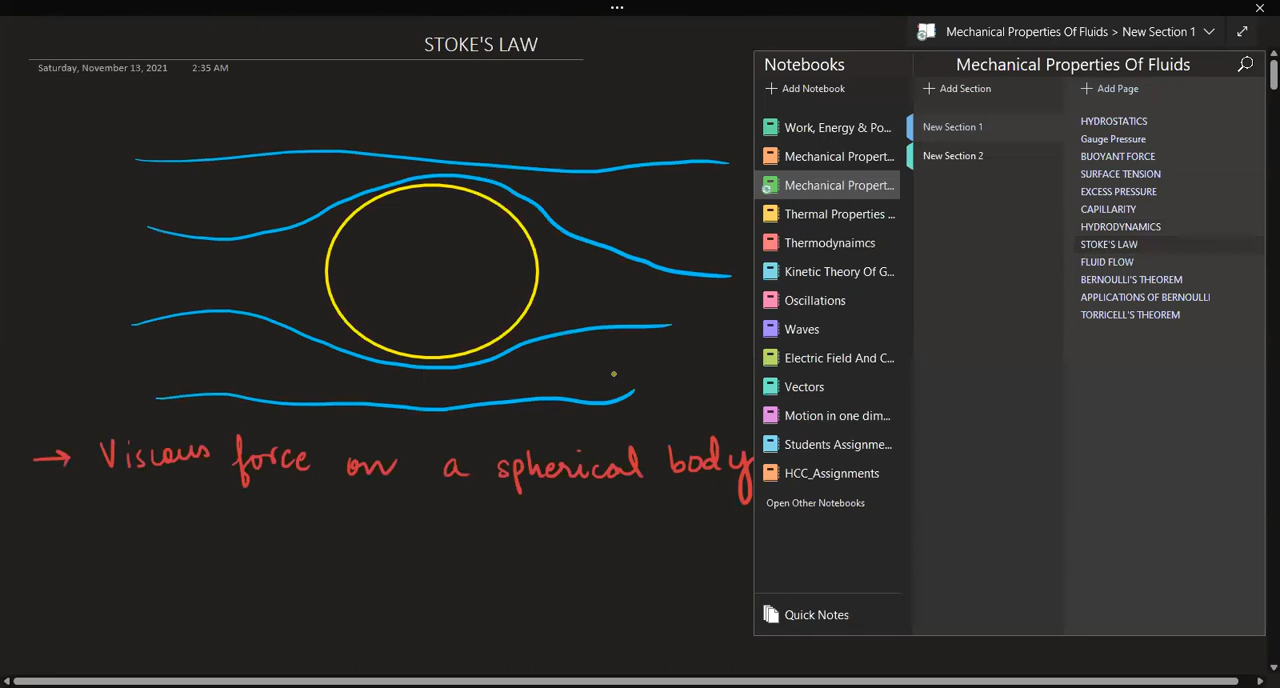 Mechanical Properties Of Fluids > New Section 1
STOKE'S LAW
Saturday, November 13, 2021 2:35 AM
→ Viscous force on a spherical body
Notebooks
Add Notebook
Work, Energy & Po...
Mechanical Propert...
Mechanical Propert...
Thermal Properties ...
Thermodynaimcs
Kinetic Theory Of G...
Oscillations
Waves
Electric Field And C...
Vectors
Motion in one dim...
Students Assignme...
HCC_Assignments
Open Other Notebooks
Quick Notes
Mechanical Properties Of Fluids
Add Section
New Section 1
New Section 2
Add Page
HYDROSTATICS
Gauge Pressure
BUOYANT FORCE
SURFACE TENSION
EXCESS PRESSURE
CAPILLARITY
HYDRODYNAMICS
STOKE'S LAW
FLUID FLOW
BERNOULLI'S THEOREM
APPLICATIONS OF BERNOULLI
TORRICELL'S THEOREM